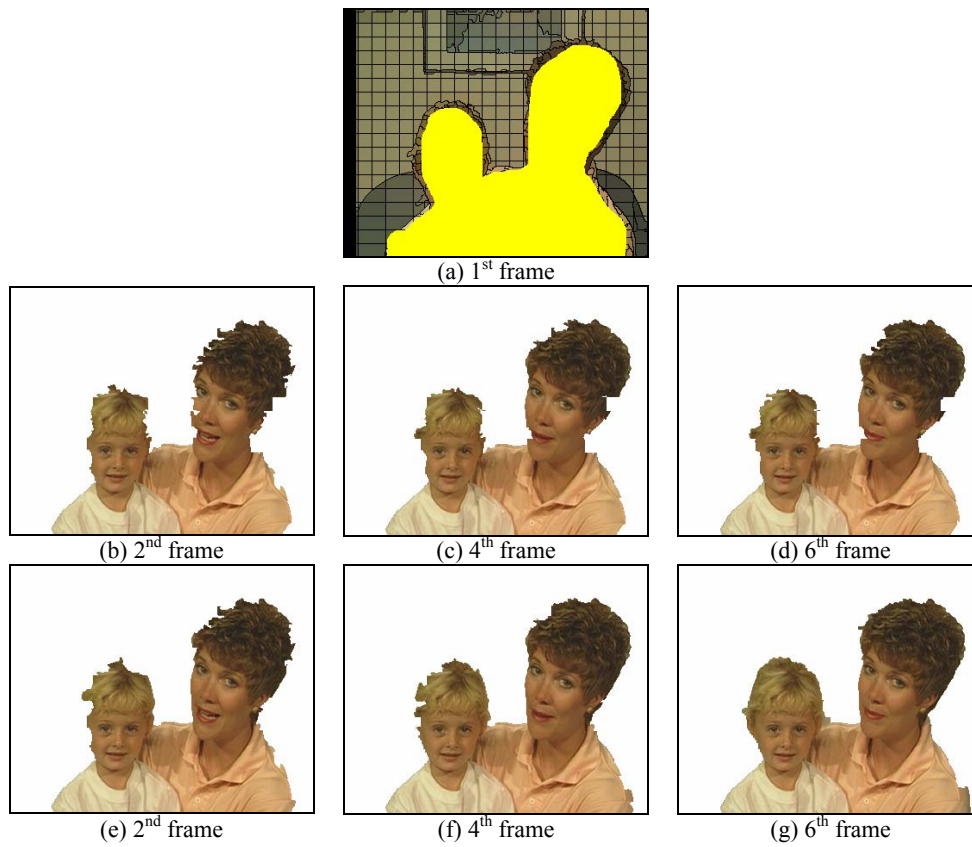 (a) 1st frame
(b) 2nd frame
(c) 4th frame
(d) 6th frame
(e) 2nd frame
(f) 4th frame
(g) 6th frame